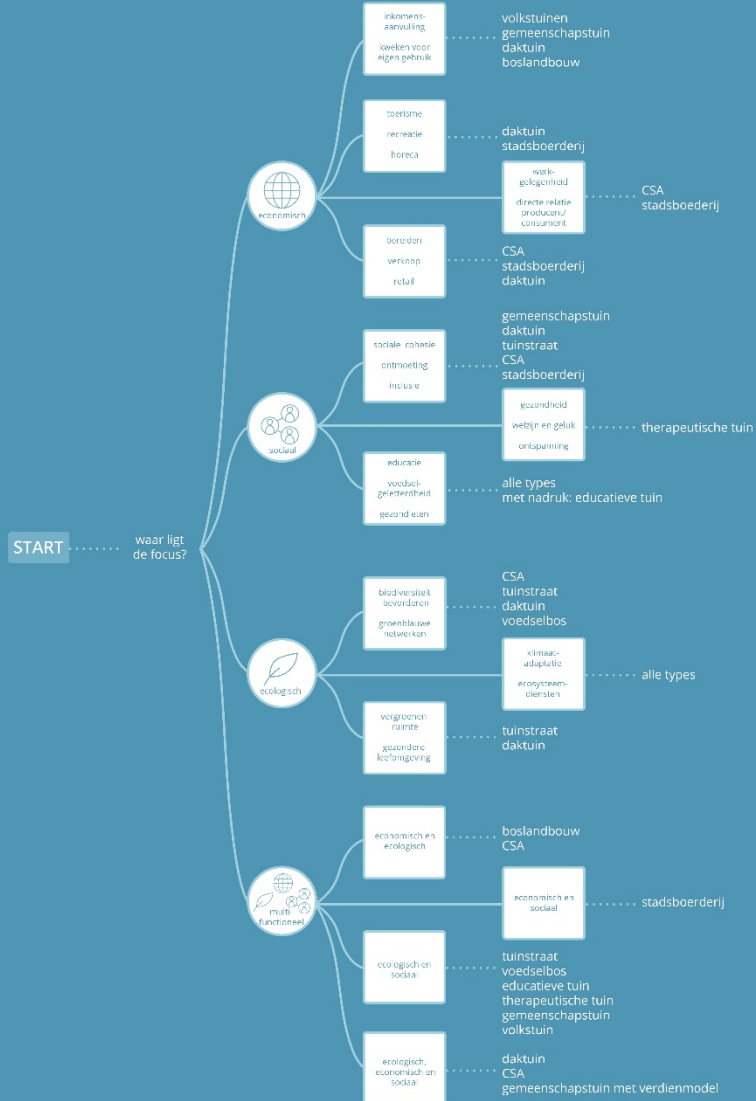 START
waar ligt
de focus?
economisch
inkomens-
aanvulling
kweken voor
eigen gebruik
volkstuinen
gemeenschapstuin
daktuin
boslandbouw
toerisme
recreatie
horeca
daktuin
stadsboerderij
werk-
gelegenheid
directe relatie
producent/
consument
CSA
stadsboederij
bereiden
verkoop
retail
CSA
stadsboerderij
daktuin
sociaal
sociale cohesie
ontmoeting
inclusie
gemeenschapstuin
daktuin
tuinstraat
CSA
stadsboerderij
gezondheid
welzijn en geluk
ontspanning
therapeutische tuin
educatie
voedsel-
geletterdheid
gezond eten
alle types
met nadruk: educatieve tuin
ecologisch
biodiversiteit
bevorderen
groenblauwe
netwerken
CSA
tuinstraat
daktuin
voedselbos
klimaat-
adaptatie
ecosysteem-
diensten
alle types
vergroenen
ruimte
gezondere
leefomgeving
tuinstraat
daktuin
multi-
functioneel
economisch en
ecologisch
boslandbouw
CSA
economisch en
sociaal
stadsboerderij
ecologisch en
sociaal
tuinstraat
voedselbos
educatieve tuin
therapeutische tuin
gemeenschapstuin
volkstuin
ecologisch,
economisch en
sociaal
daktuin
CSA
gemeenschapstuin met verdienmodel